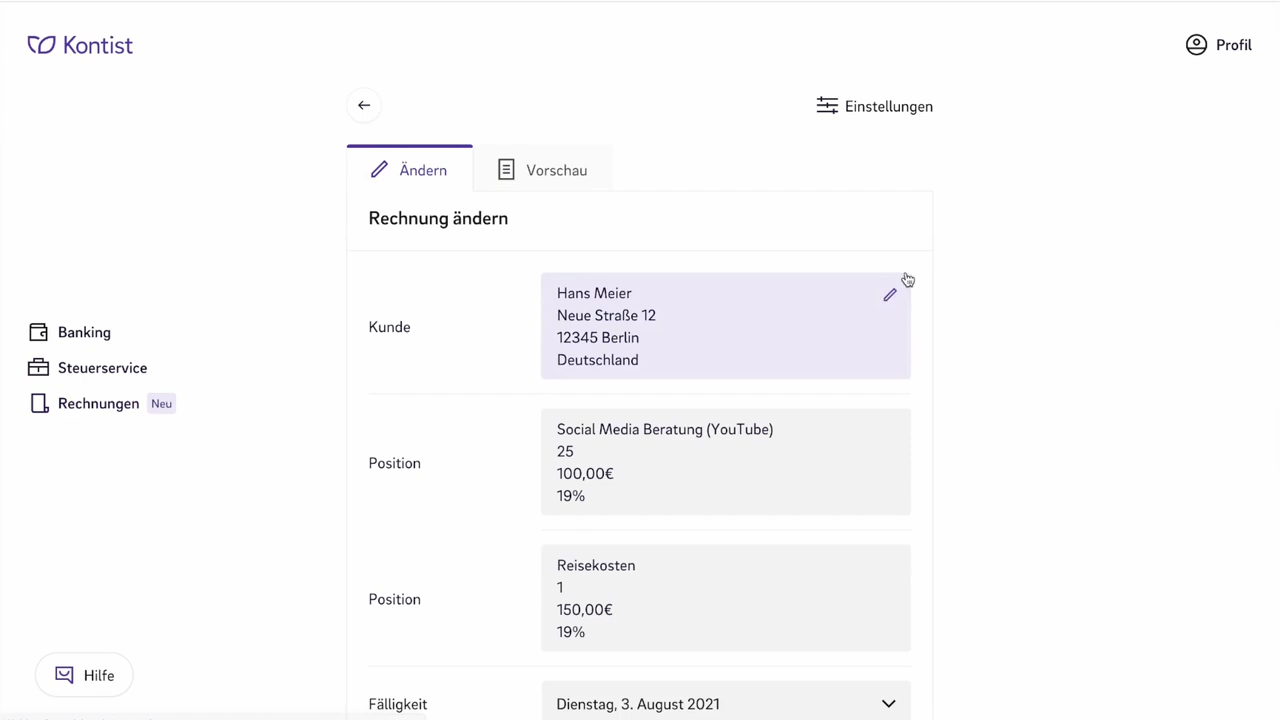 Kontist
Profil
Einstellungen
Ändern
Vorschau
Rechnung ändern
Kunde
Hans Meier
Neue Straße 12
12345 Berlin
Deutschland
Banking
Steuerservice
Rechnungen Neu
Position
Social Media Beratung (YouTube)
25
100,00€
19%
Position
Reisekosten
1
150,00€
19%
Hilfe
Fälligkeit
Dienstag, 3. August 2021